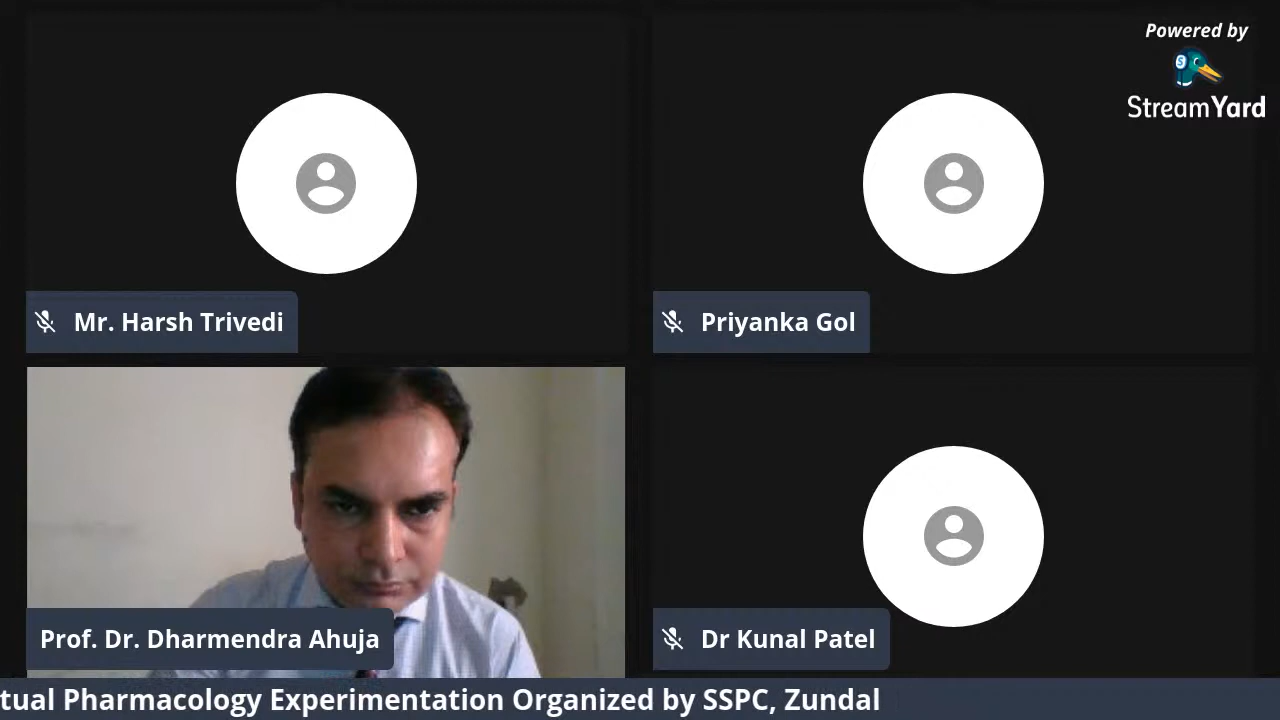 Powered by
StreamYard
Mr. Harsh Trivedi
Priyanka Gol
Prof. Dr. Dharmendra Ahuja
Dr Kunal Patel
tual Pharmacology Experimentation Organized by SSPC, Zundal